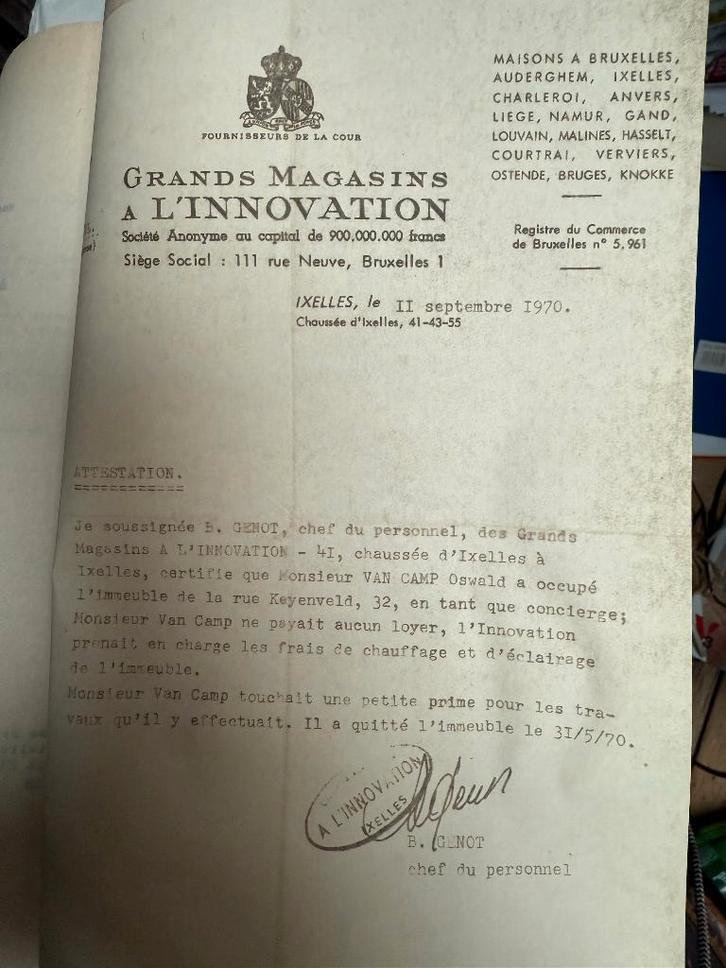 FOURNISSEURS DE LA COUR
GRANDS MAGASINS
A L'INNOVATION
Société Anonyme au capital de 900.000.000 francs
Siège Social : 111 rue Neuve, Bruxelles 1
MAISONS A BRUXELLES,
AUDERGHEM, IXELLES,
CHARLEROI, ANVERS,
LIEGE, NAMUR, GAND,
LOUVAIN, MALINES, HASSELT,
COURTRAI, VERVIERS,
OSTENDE, BRUGES, KNOKKE
Registre du Commerce
de Bruxelles n° 5.961
IXELLES, le II septembre I970.
Chaussée d'Ixelles, 41-43-55
ATTESTATION.
============
Je soussignée B. GENOT, chef du personnel, des Grands
Magasins A L'INNOVATION - 4I, chaussée d'Ixelles à
Ixelles, certifie que Monsieur VAN CAMP Oswald a occupé
l'immeuble de la rue Keyenveld, 32, en tant que concierge;
Monsieur Van Camp ne payait aucun loyer, l'Innovation
prenait en charge les frais de chauffage et d'éclairage
de l'immeuble.
Monsieur Van Camp touchait une petite prime pour les tra-
vaux qu'il y effectuait. Il a quitté l'immeuble le 3I/5/70.
A L'INNOVATION
IXELLES
B. GENOT
chef du personnel